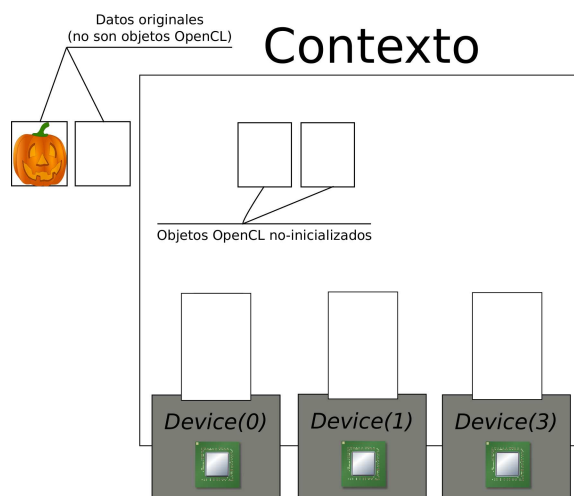 Datos originales
(no son objetos OpenCL)
Contexto
Objetos OpenCL no-inicializados
Device(0)
Device(1)
Device(3)